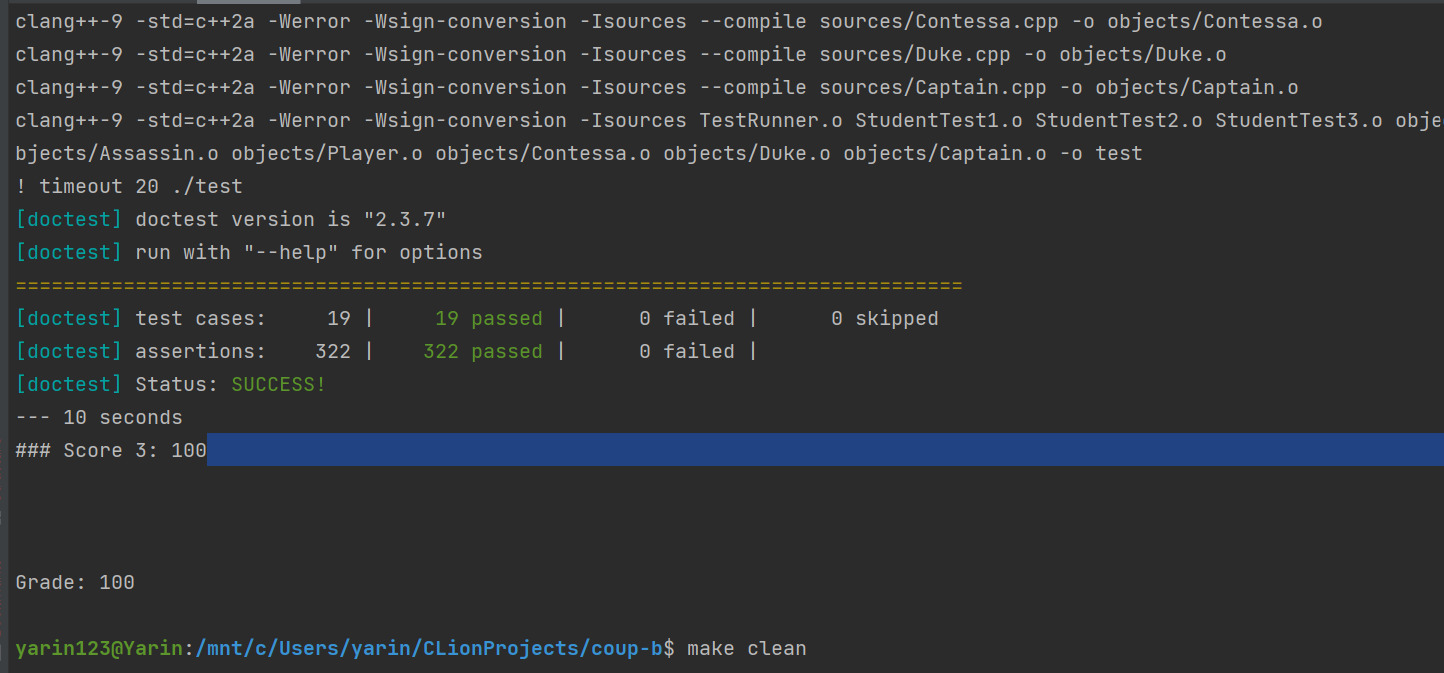 clang++-9 -std=c++2a -Werror -Wsign-conversion -Isources --compile sources/Contessa.cpp -o objects/Contessa.o
clang++-9 -std=c++2a -Werror -Wsign-conversion -Isources --compile sources/Duke.cpp -o objects/Duke.o
clang++-9 -std=c++2a -Werror -Wsign-conversion -Isources --compile sources/Captain.cpp -o objects/Captain.o
clang++-9 -std=c++2a -Werror -Wsign-conversion -Isources TestRunner.o StudentTest1.o StudentTest2.o StudentTest3.o obje
bjects/Assassin.o objects/Player.o objects/Contessa.o objects/Duke.o objects/Captain.o -o test
! timeout 20 ./test
[doctest] doctest version is "2.3.7"
[doctest] run with "--help" for options
===============================================================================
[doctest] test cases:     19 |     19 passed |      0 failed |      0 skipped
[doctest] assertions:    322 |    322 passed |      0 failed |
[doctest] Status: SUCCESS!
--- 10 seconds
### Score 3: 100
Grade: 100
yarin123@Yarin:/mnt/c/Users/yarin/CLionProjects/coup-b$ make clean